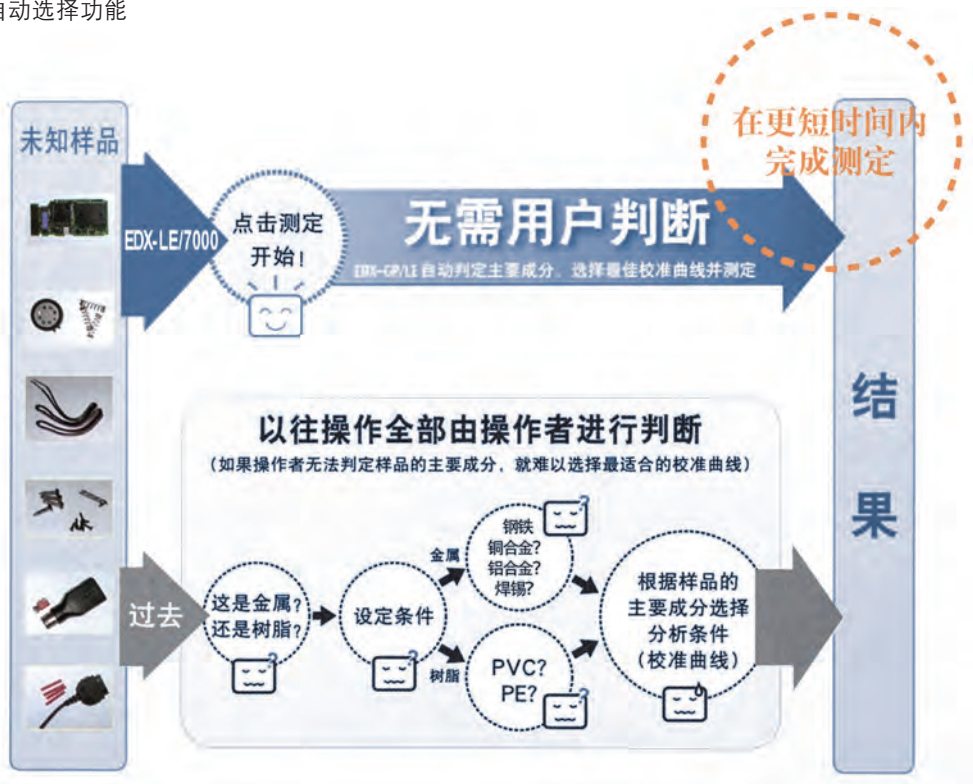 自动选择功能
未知样品
在更短时间内
完成测定
EDX-LE/7000
点击测定
开始!
无需用户判断
EDX-GP/LE 自动判定主要成分，选择最佳校准曲线并测定
结
果
以往操作全部由操作者进行判断
(如果操作者无法判定样品的主要成分，就难以选择最适合的校准曲线)
过去
这是金属?
还是树脂?
?
设定条件
?
金属
钢铁
铜合金?
铝合金?
焊锡?
?
树脂
PVC?
PE?
?
根据样品的
主要成分选择
分析条件
(校准曲线)